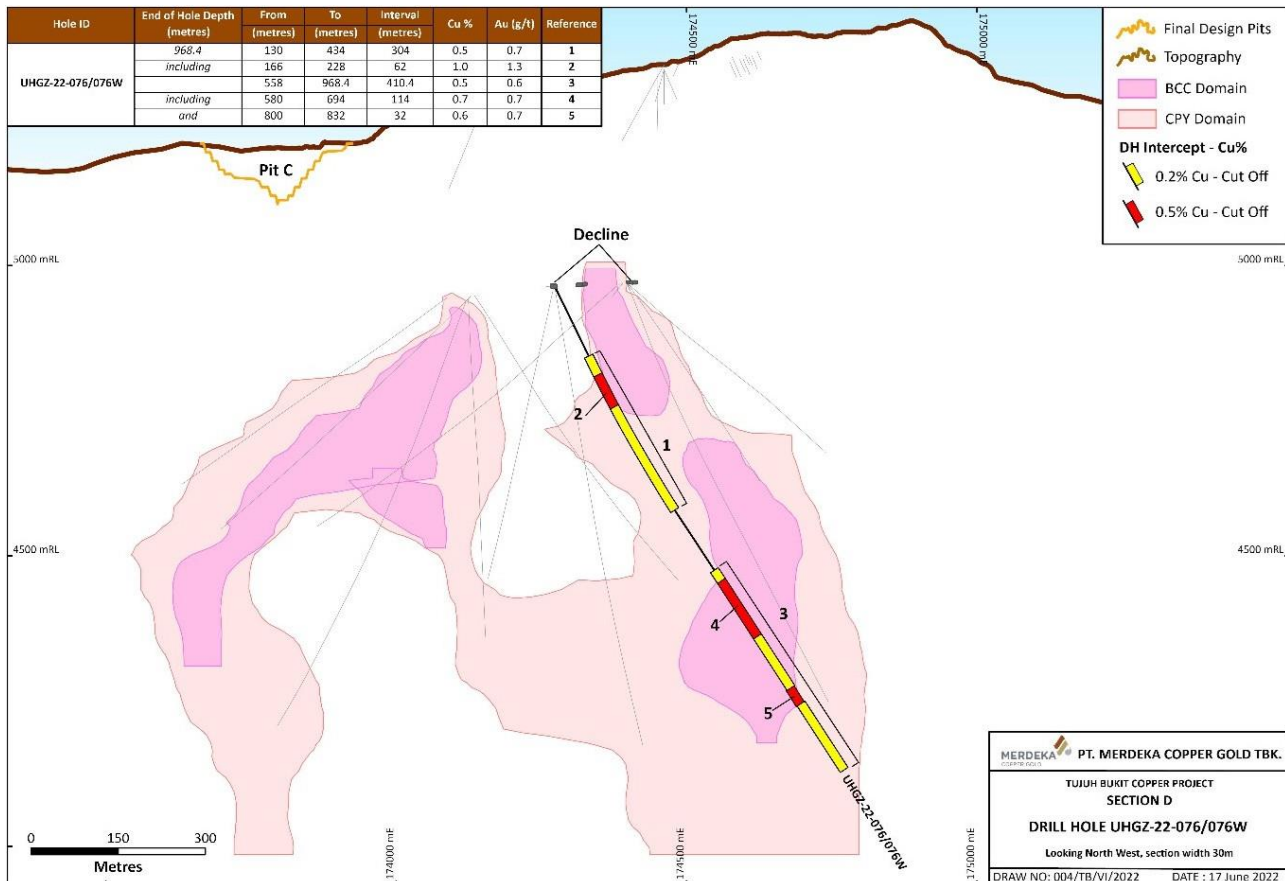 Hole ID End of Hole Depth (metres) From (metres) To (metres) Interval (metres) Cu % Au (g/t) Reference
UHGZ-22-076/076W 968.4 130 434 304 0.5 0.7 1
including 166 228 62 1.0 1.3 2
558 968.4 410.4 0.5 0.6 3
including 580 694 114 0.7 0.7 4
and 800 832 32 0.6 0.7 5
174500 mE
175000 mE
Final Design Pits
Topography
BCC Domain
CPY Domain
DH Intercept - Cu%
0.2% Cu - Cut Off
0.5% Cu - Cut Off
Pit C
Decline
5000 mRL
5000 mRL
2
1
4500 mRL
4500 mRL
3
4
5
UHGZ-22-076/076W
0 150 300
Metres
174000 mE
174500 mE
175000 mE
MERDEKA
COPPER GOLD
PT. MERDEKA COPPER GOLD TBK.
TUJUH BUKIT COPPER PROJECT
SECTION D
DRILL HOLE UHGZ-22-076/076W
Looking North West, section width 30m
DRAW NO: 004/TB/VI/2022 DATE : 17 June 2022